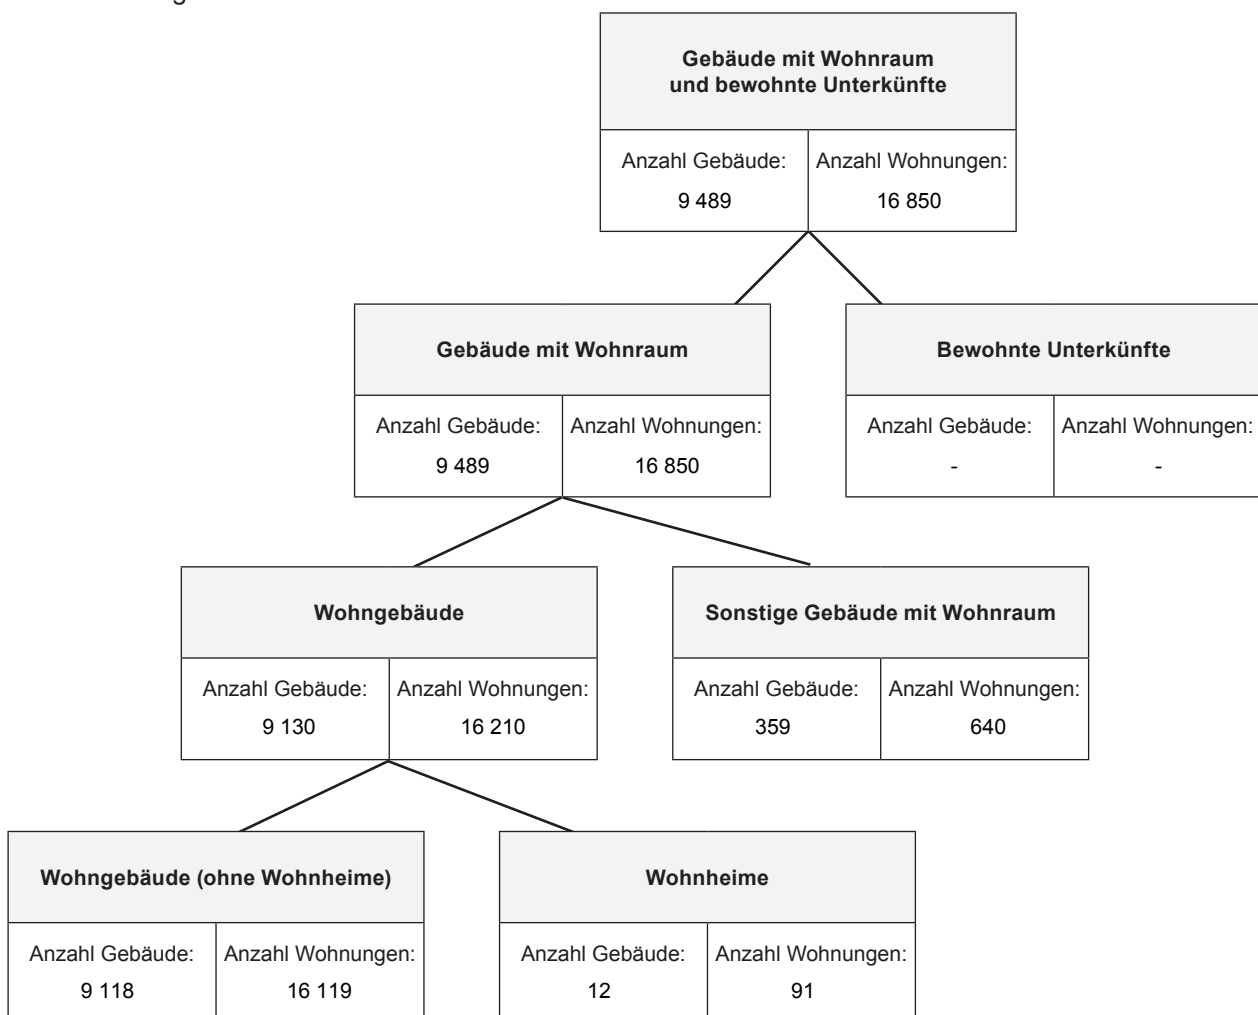 Gebäude mit Wohnraum
und bewohnte Unterkünfte
Anzahl Gebäude:
9 489
Anzahl Wohnungen:
16 850
Gebäude mit Wohnraum
Anzahl Gebäude:
9 489
Anzahl Wohnungen:
16 850
Bewohnte Unterkünfte
Anzahl Gebäude:
-
Anzahl Wohnungen:
-
Wohngebäude
Anzahl Gebäude:
9 130
Anzahl Wohnungen:
16 210
Sonstige Gebäude mit Wohnraum
Anzahl Gebäude:
359
Anzahl Wohnungen:
640
Wohngebäude (ohne Wohnheime)
Anzahl Gebäude:
9 118
Anzahl Wohnungen:
16 119
Wohnheime
Anzahl Gebäude:
12
Anzahl Wohnungen:
91